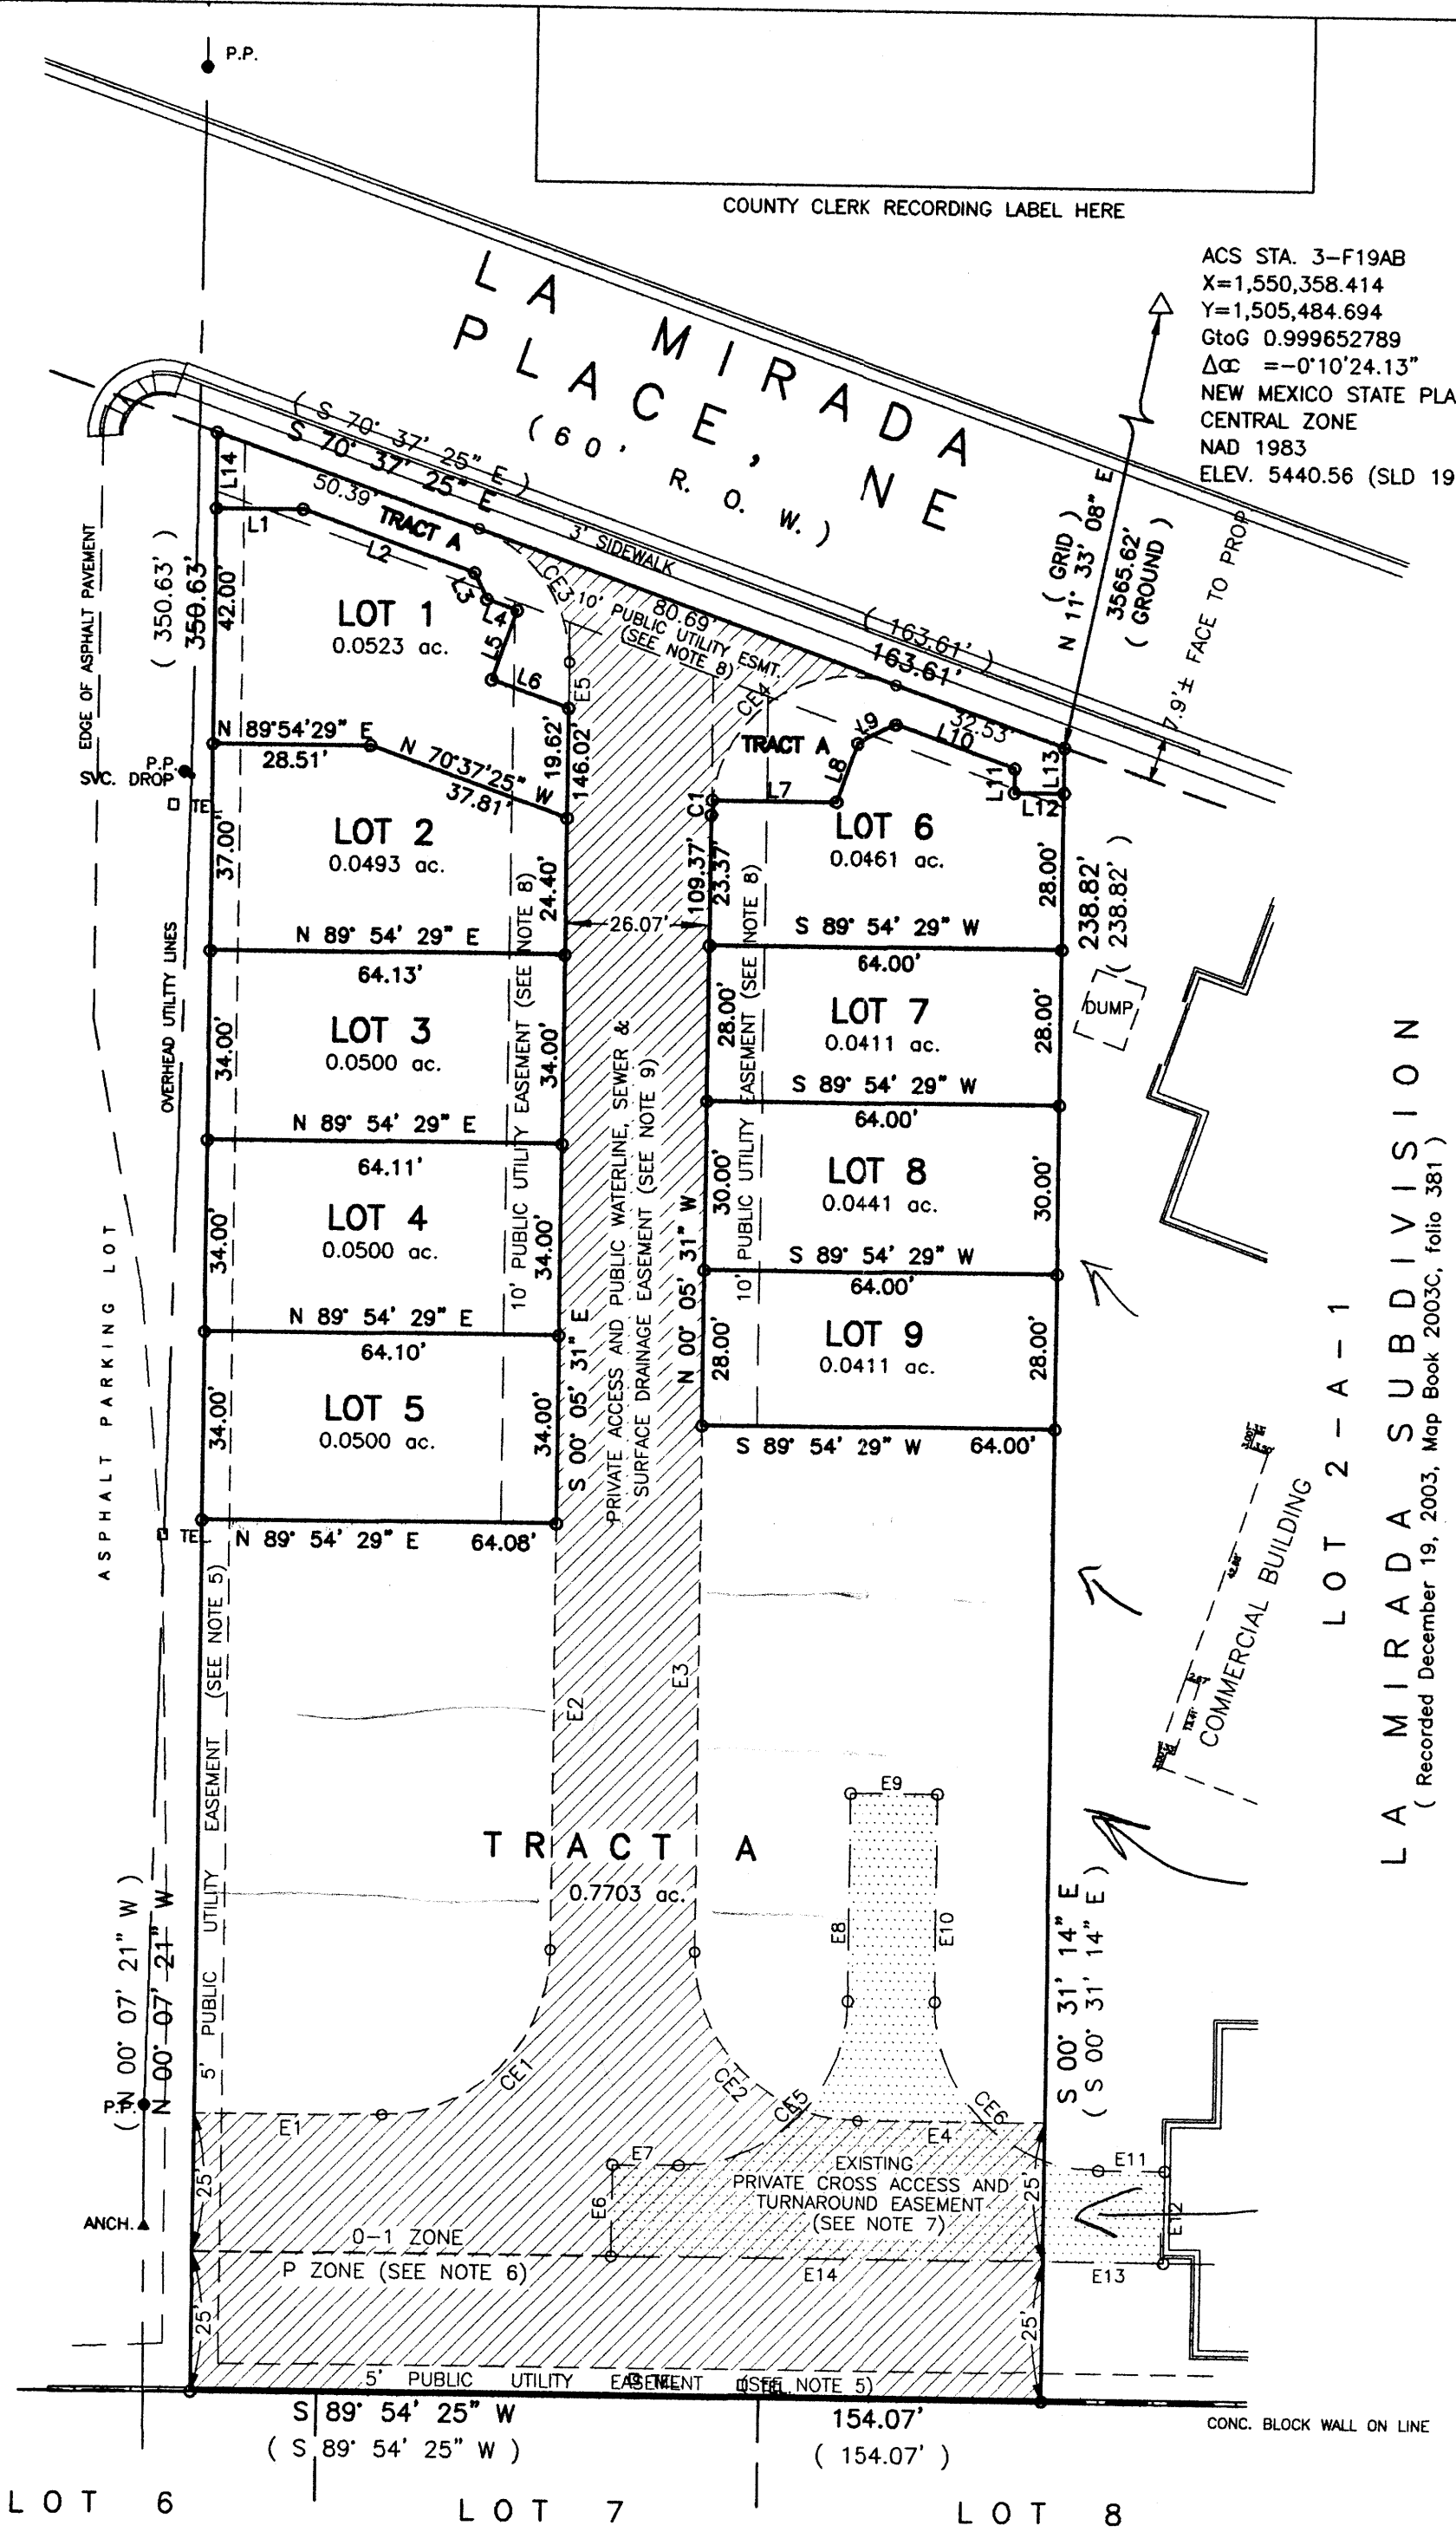 P.P.
COUNTY CLERK RECORDING LABEL HERE
ACS STA. 3-F19AB
X=1,550,358.414
Y=1,505,484.694
GtoG 0.999652789
NEW MEXICO STATE PLA
CENTRAL ZONE
NAD 1983
ELEV. 5440.56 (SLD 19
LA MIRADA
PLACE, NE
( 60' R. O. W. )
( S 70° 37' 25" E )
S 70° 37' 25" E
50.39'
3' SIDEWALK
TRACT A
L14
L1
L2
L3
L4
L5
L6
CE3
10' PUBLIC UTILITY ESMT.
(SEE NOTE 8)
80.69'
( 163.61' )
163.61'
32.53'
N 11° 33' 08" E
( GRID )
3565.62'
( GROUND )
7.9'± FACE TO PROP
EDGE OF ASPHALT PAVEMENT
( 350.63' )
350.63'
42.00'
LOT 1
0.0523 ac.
E5
CE4
TRACT A
L7
L8
L9
L10
L11
L12
L13
C1
N 89°54'29" E
28.51'
N 70°37'25" W
37.81'
19.62'
146.02'
P.P.
SVC. DROP
TEL.
37.00'
LOT 2
0.0493 ac.
24.40'
109.37'
23.37'
LOT 6
0.0461 ac.
28.00'
238.82'
( 238.82' )
26.07'
N 89° 54' 29" E
64.13'
S 89° 54' 29" W
64.00'
OVERHEAD UTILTY LINES
34.00'
LOT 3
0.0500 ac.
34.00'
10' PUBLIC UTILITY EASEMENT (SEE NOTE 8)
PRIVATE ACCESS AND PUBLIC WATERLINE, SEWER &
SURFACE DRAINAGE EASEMENT (SEE NOTE 9)
10' PUBLIC UTILITY EASEMENT (SEE NOTE 8)
28.00'
LOT 7
0.0411 ac.
28.00'
DUMP
N 89° 54' 29" E
64.11'
S 89° 54' 29" W
64.00'
34.00'
LOT 4
0.0500 ac.
34.00'
30.00'
LOT 8
0.0441 ac.
30.00'
ASPHALT PARKING LOT
N 89° 54' 29" E
64.10'
S 89° 54' 29" W
64.00'
S 00° 05' 31" E
N 00° 05' 31" W
34.00'
LOT 5
0.0500 ac.
34.00'
28.00'
LOT 9
0.0411 ac.
28.00'
S 89° 54' 29" W 64.00'
TEL.
N 89° 54' 29" E 64.08'
LOT 2-A-1
LA MIRADA SUBDIVISION
( Recorded December 19, 2003, Map Book 2003C, folio 381 )
COMMERCIAL BUILDING
5' PUBLIC UTILITY EASEMENT (SEE NOTE 5)
E2
E3
E9
TRACT A
0.7703 ac.
E8
E10
( N 00° 07' 21" W )
N 00° 07' 21" W
S 00° 31' 14" E
( S 00° 31' 14" E )
P.P.
CE1
CE2
CE5
CE6
E1
E4
E7
E6
E11
E12
EXISTING
PRIVATE CROSS ACCESS AND
TURNAROUND EASEMENT
(SEE NOTE 7)
25'
25'
ANCH.
O-1 ZONE
P ZONE (SEE NOTE 6)
E14
E13
25'
25'
5' PUBLIC UTILITY EASEMENT (SEE NOTE 5)
S 89° 54' 25" W
154.07'
( S 89° 54' 25" W )
( 154.07' )
CONC. BLOCK WALL ON LINE
LOT 6
LOT 7
LOT 8